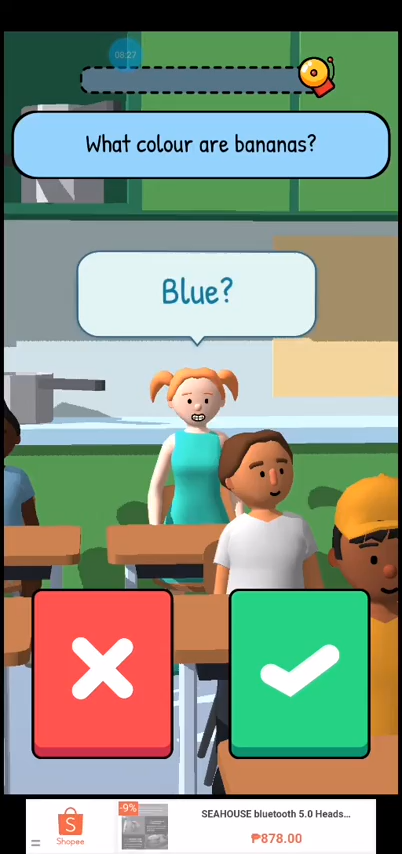 08:27
What colour are bananas?
Blue?
-9%
S
Shopee
SEAHOUSE bluetooth 5.0 Heads...
₱878.00